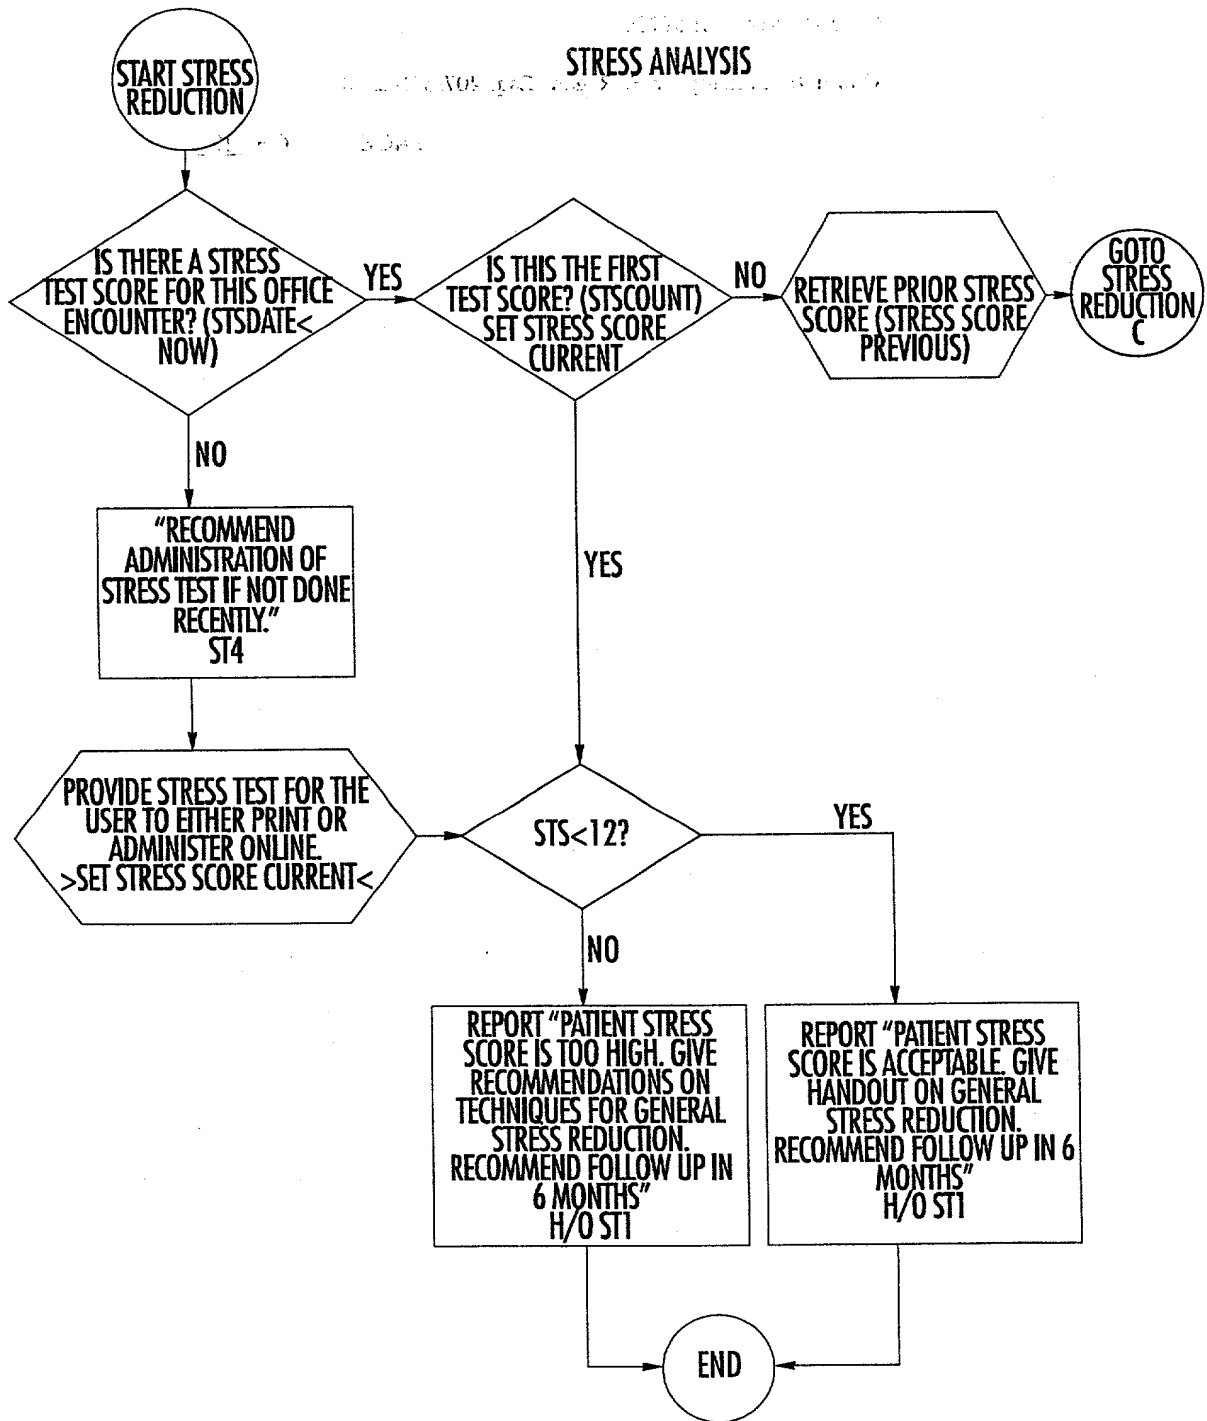 STRESS ANALYSIS
START STRESS
REDUCTION
IS THERE A STRESS
TEST SCORE FOR THIS OFFICE
ENCOUNTER? (STSDATE<
NOW)
YES
IS THIS THE FIRST
TEST SCORE? (STSCOUNT)
SET STRESS SCORE
CURRENT
NO
RETRIEVE PRIOR STRESS
SCORE (STRESS SCORE
PREVIOUS)
GOTO
STRESS
REDUCTION
C
NO
"RECOMMEND
ADMINISTRATION OF
STRESS TEST IF NOT DONE
RECENTLY."
ST4
YES
PROVIDE STRESS TEST FOR THE
USER TO EITHER PRINT OR
ADMINISTER ONLINE.
>SET STRESS SCORE CURRENT<
STS<12?
YES
NO
REPORT "PATIENT STRESS
SCORE IS TOO HIGH. GIVE
RECOMMENDATIONS ON
TECHNIQUES FOR GENERAL
STRESS REDUCTION.
RECOMMEND FOLLOW UP IN
6 MONTHS"
H/O ST1
REPORT "PATIENT STRESS
SCORE IS ACCEPTABLE. GIVE
HANDOUT ON GENERAL
STRESS REDUCTION.
RECOMMEND FOLLOW UP IN 6
MONTHS"
H/O ST1
END